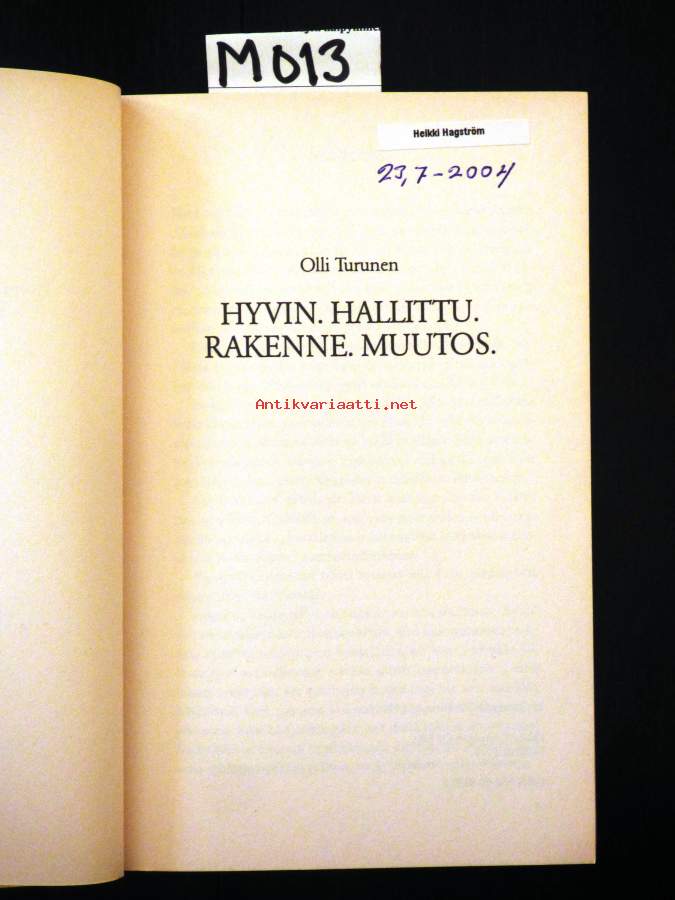 M013
Heikki Hagström
23,7-2004
Olli Turunen
HYVIN. HALLITTU.
RAKENNE. MUUTOS.
Antikvariaatti.net